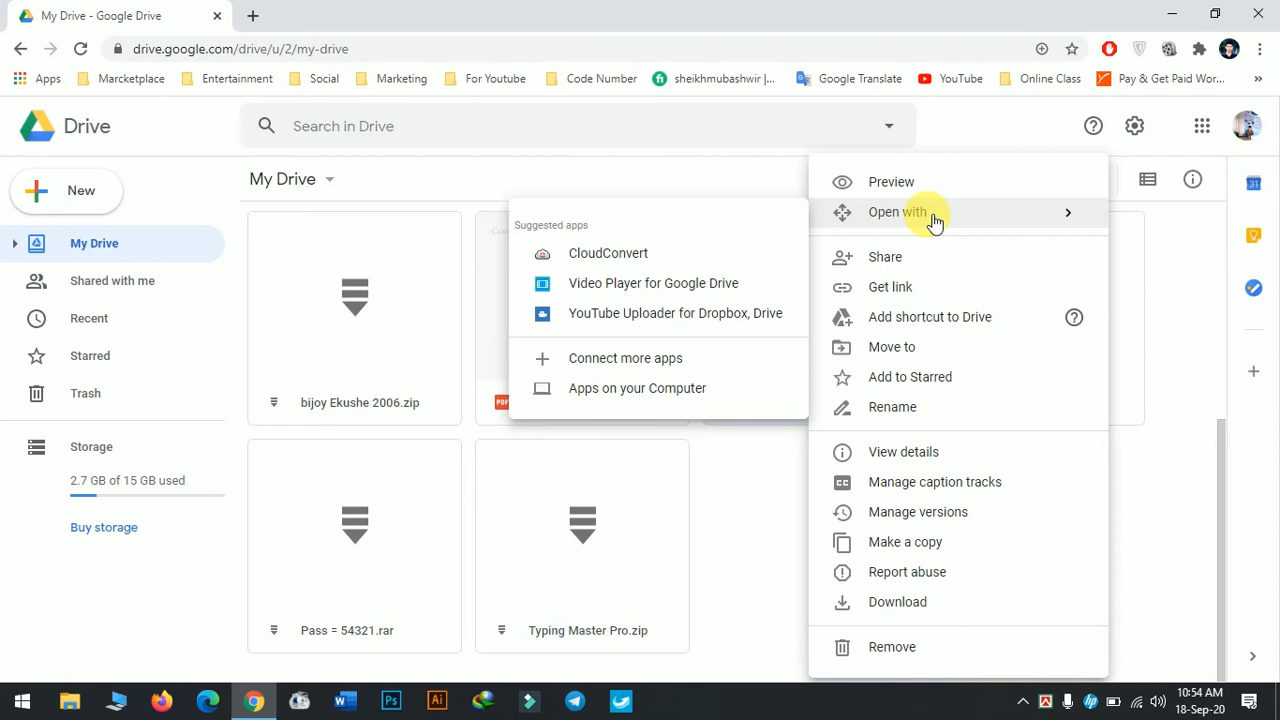 My Drive - Google Drive
drive.google.com/drive/u/2/my-drive
Apps
Marcketplace
Entertainment
Social
Marketing
For Youtube
Code Number
sheikhmubashwir |...
Google Translate
YouTube
Online Class
Pay & Get Paid Wor...
Drive
Search in Drive
New
My Drive
Shared with me
Recent
Starred
Trash
Storage
2.7 GB of 15 GB used
Buy storage
My Drive
bijoy Ekushe 2006.zip
PDF
Pass = 54321.rar
Typing Master Pro.zip
Suggested apps
CloudConvert
Video Player for Google Drive
YouTube Uploader for Dropbox, Drive
Connect more apps
Apps on your Computer
Preview
Open with
Share
Get link
Add shortcut to Drive
Move to
Add to Starred
Rename
View details
Manage caption tracks
Manage versions
Make a copy
Report abuse
Download
Remove
31
10:54 AM
18-Sep-20